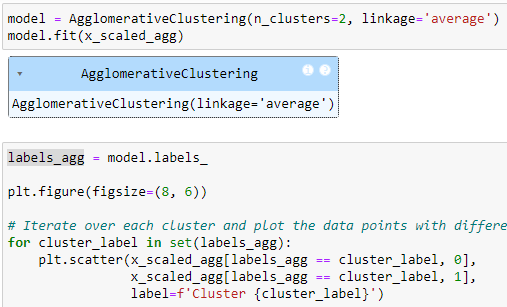 model = AgglomerativeClustering(n_clusters=2, linkage='average')
model.fit(x_scaled_agg)
▾ AgglomerativeClustering i ?
AgglomerativeClustering(linkage='average')
labels_agg = model.labels_
plt.figure(figsize=(8, 6))
# Iterate over each cluster and plot the data points with differe
for cluster_label in set(labels_agg):
    plt.scatter(x_scaled_agg[labels_agg == cluster_label, 0],
                x_scaled_agg[labels_agg == cluster_label, 1],
                label=f'Cluster {cluster_label}')